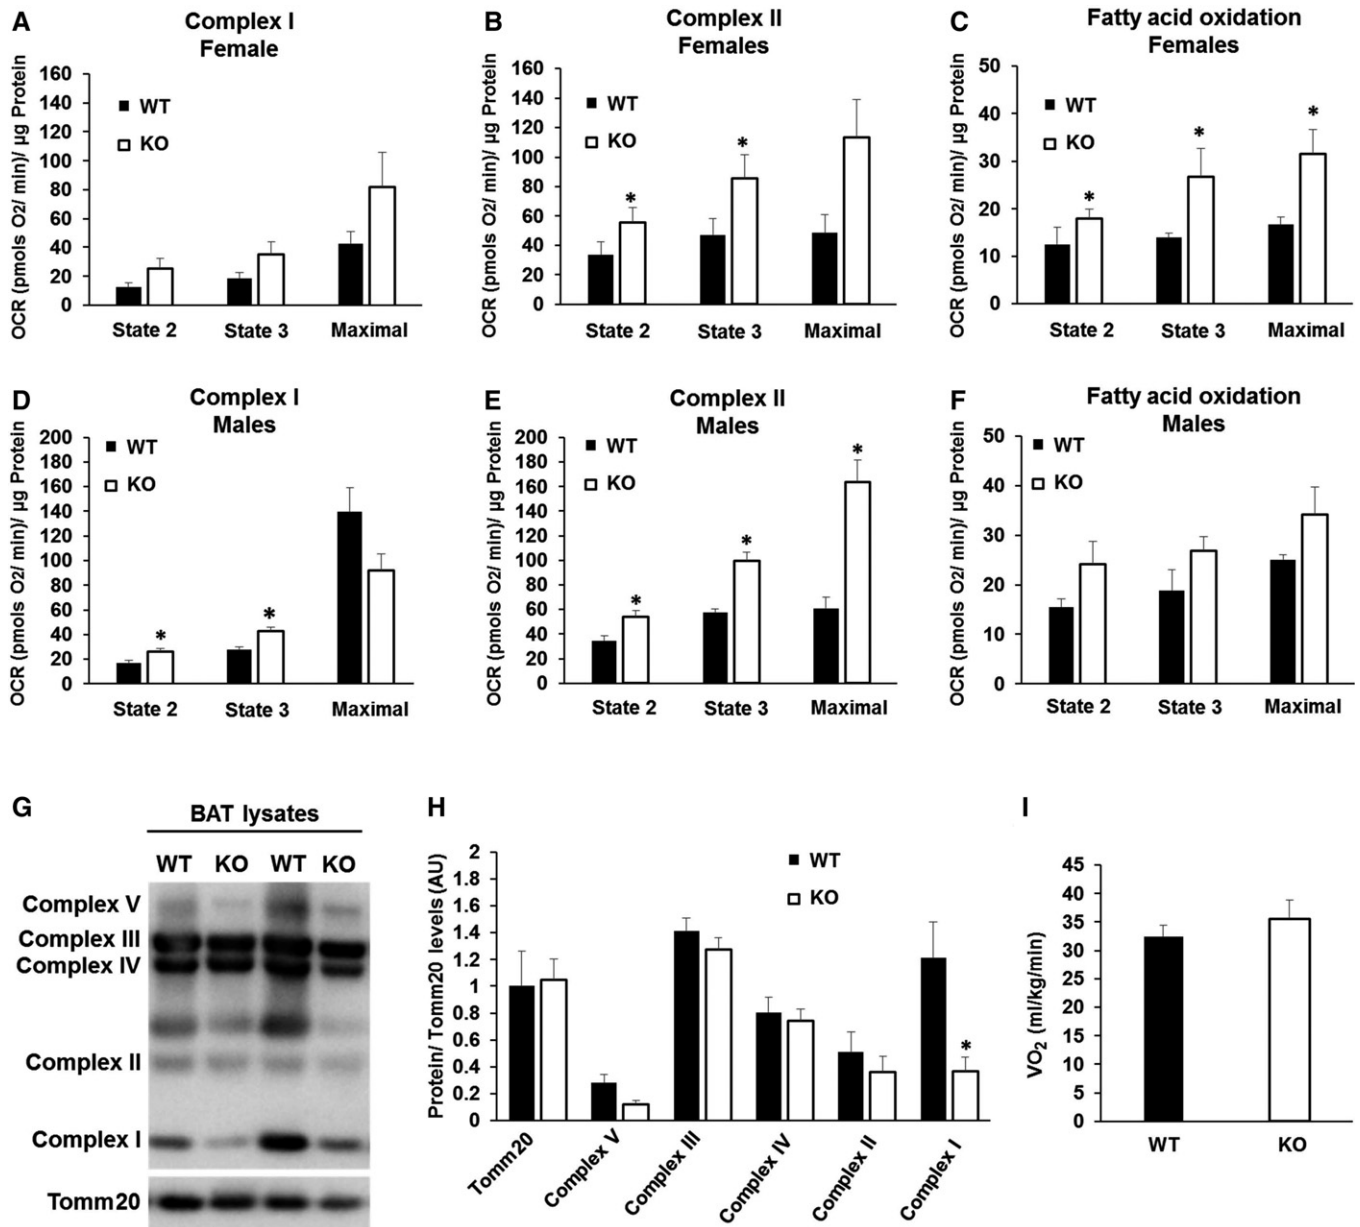 A
Complex I
Female
OCR (pmols O2/ min)/ µg Protein
160
140
120
100
80
60
40
20
0
WT
KO
State 2
State 3
Maximal
B
Complex II
Females
OCR (pmols O2/ min)/ µg Protein
160
140
120
100
80
60
40
20
0
WT
KO
*
*
State 2
State 3
Maximal
C
Fatty acid oxidation
Females
OCR (pmols O2/ min)/ µg Protein
50
40
30
20
10
0
WT
KO
*
*
*
State 2
State 3
Maximal
D
Complex I
Males
OCR (pmols O2/ min)/ µg Protein
200
180
160
140
120
100
80
60
40
20
0
WT
KO
*
*
State 2
State 3
Maximal
E
Complex II
Males
OCR (pmols O2/ min)/ µg Protein
200
180
160
140
120
100
80
60
40
20
0
WT
KO
*
*
*
State 2
State 3
Maximal
F
Fatty acid oxidation
Males
OCR (pmols O2/ min)/ µg Protein
50
40
30
20
10
0
WT
KO
State 2
State 3
Maximal
G
BAT lysates
WT KO WT KO
Complex V
Complex III
Complex IV
Complex II
Complex I
Tomm20
H
Protein/ Tomm20 levels (AU)
2
1.8
1.6
1.4
1.2
1
0.8
0.6
0.4
0.2
0
WT
KO
*
Tomm20
Complex V
Complex III
Complex IV
Complex II
Complex I
I
VO₂ (ml/kg/min)
45
40
35
30
25
20
15
10
5
0
WT
KO